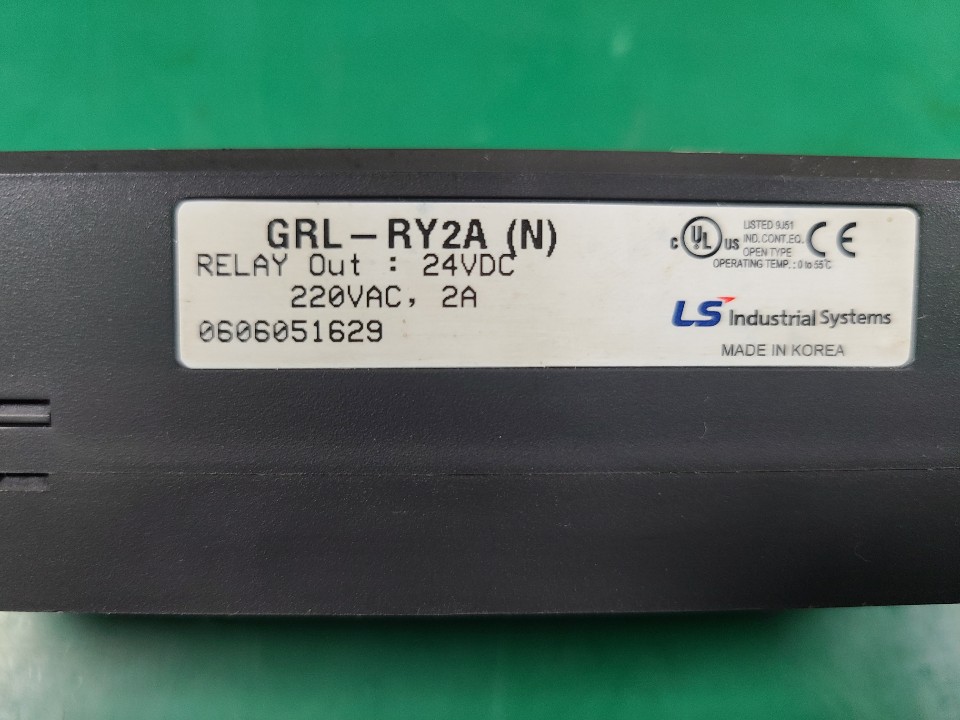 GRL-RY2A (N)
RELAY Out : 24VDC
220VAC, 2A
0606051629
c UL us
LISTED 9J51
IND. CONT. EQ.
OPEN TYPE
OPERATING TEMP. : 0 to 55℃
CE
LS Industrial Systems
MADE IN KOREA